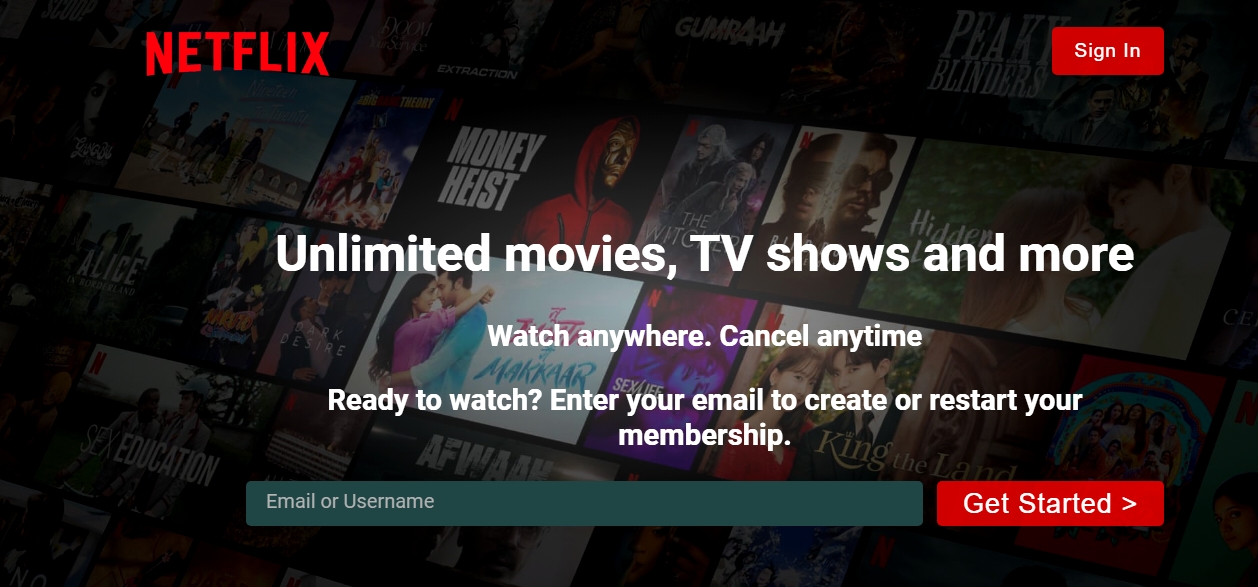 SCOOP
DOOM
GUMRAAH
PEAKY
BLINDERS
NETFLIX
Sign In
EXTRACTION
Nineteen to Twenty
BIG BANG THEORY
MONEY
HEIST
THE
WITCHER
Hidden
Unlimited movies, TV shows and more
ALICE
IN BORDERLAND
DARK
DESIRE
Watch anywhere. Cancel anytime
MAKKAAR
SEX/LIFE
Ready to watch? Enter your email to create or restart your
membership.
SEX EDUCATION
AFWAAH
King the Land
Email or Username
Get Started >